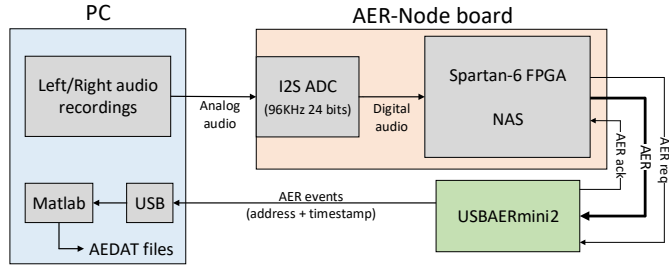 PC
AER-Node board
Left/Right audio
recordings
Analog
audio
I2S ADC
(96KHz 24 bits)
Digital
audio
Spartan-6 FPGA
NAS
AER ack
AER
AER req
Matlab
USB
AER events
(address + timestamp)
USBAERmini2
AEDAT files